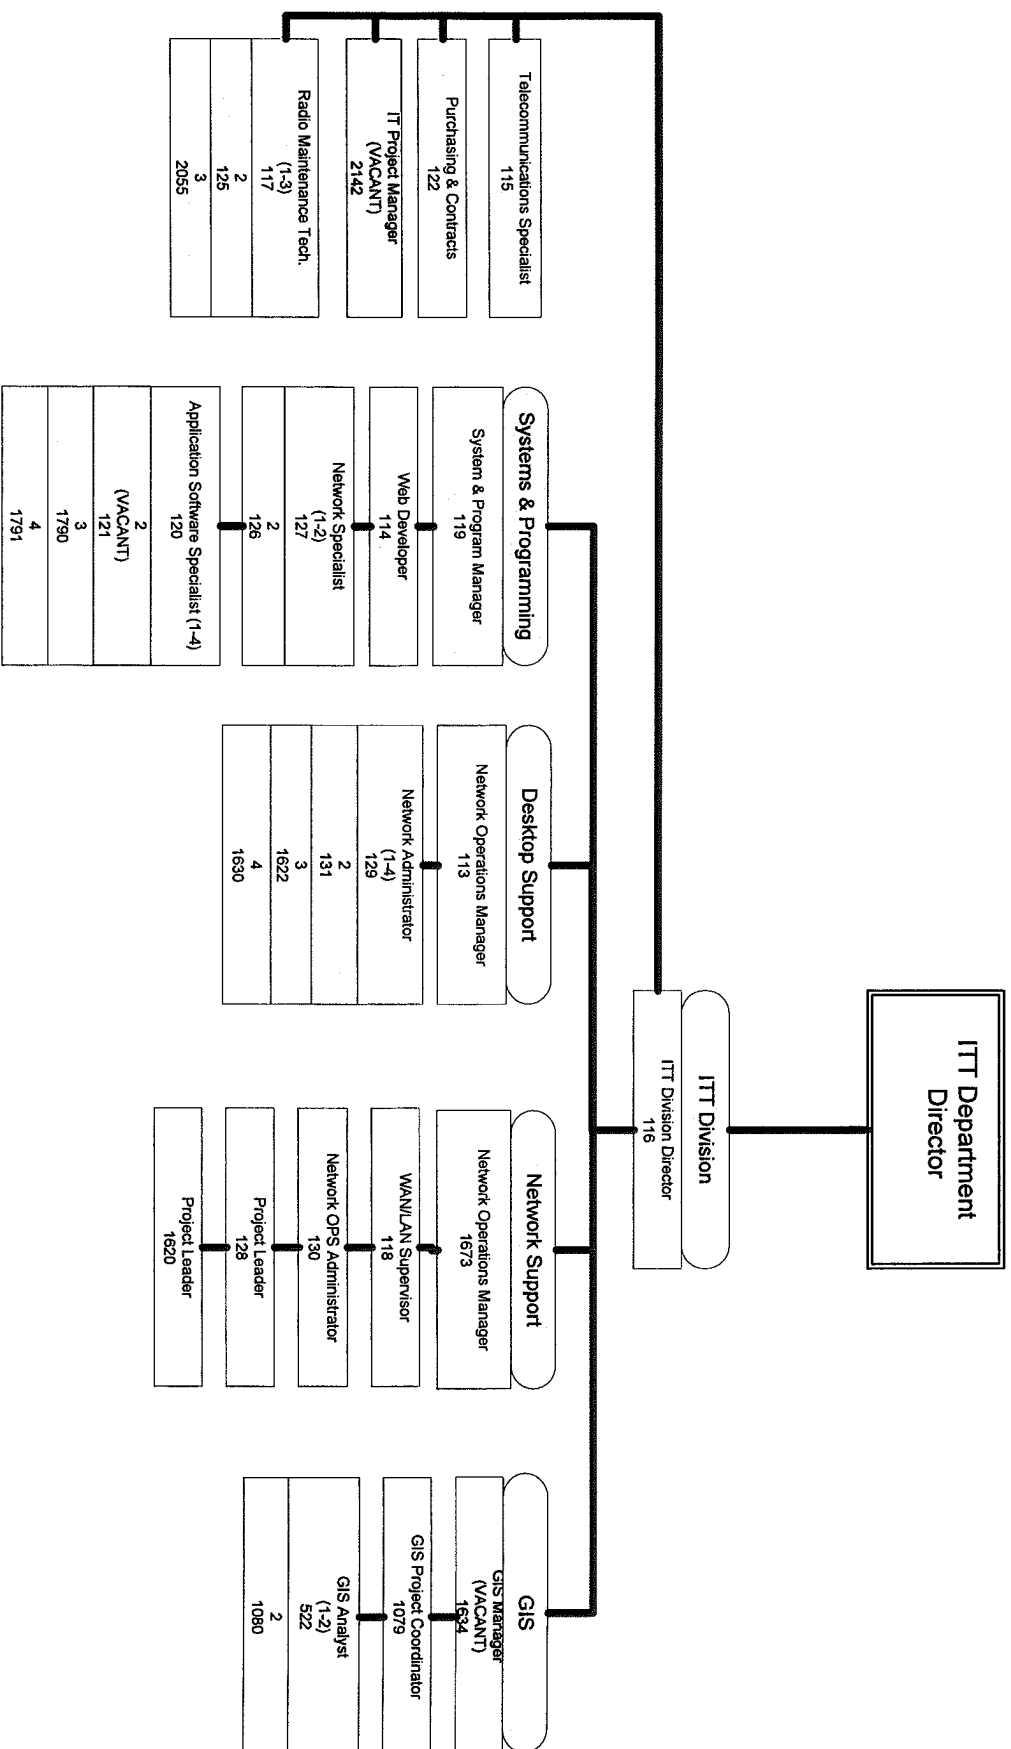 ITT Department
Director
ITT Division
ITT Division Director
116
Telecommunications Specialist
115
Purchasing & Contracts
122
IT Project Manager
(VACANT)
2142
Radio Maintenance Tech.
(1-3)
117
2
125
3
2055
Systems & Programming
System & Program Manager
119
Web Developer
114
Network Specialist
(1-2)
127
2
126
Application Software Specialist (1-4)
120
2
(VACANT)
121
3
1790
4
1791
Desktop Support
Network Operations Manager
113
Network Administrator
(1-4)
129
2
131
3
1622
4
1630
Network Support
Network Operations Manager
1673
WAN/LAN Supervisor
118
Network OPS Administrator
130
Project Leader
128
Project Leader
1620
GIS
GIS Manager
(VACANT)
1634
GIS Project Coordinator
1079
GIS Analyst
(1-2)
522
2
1080